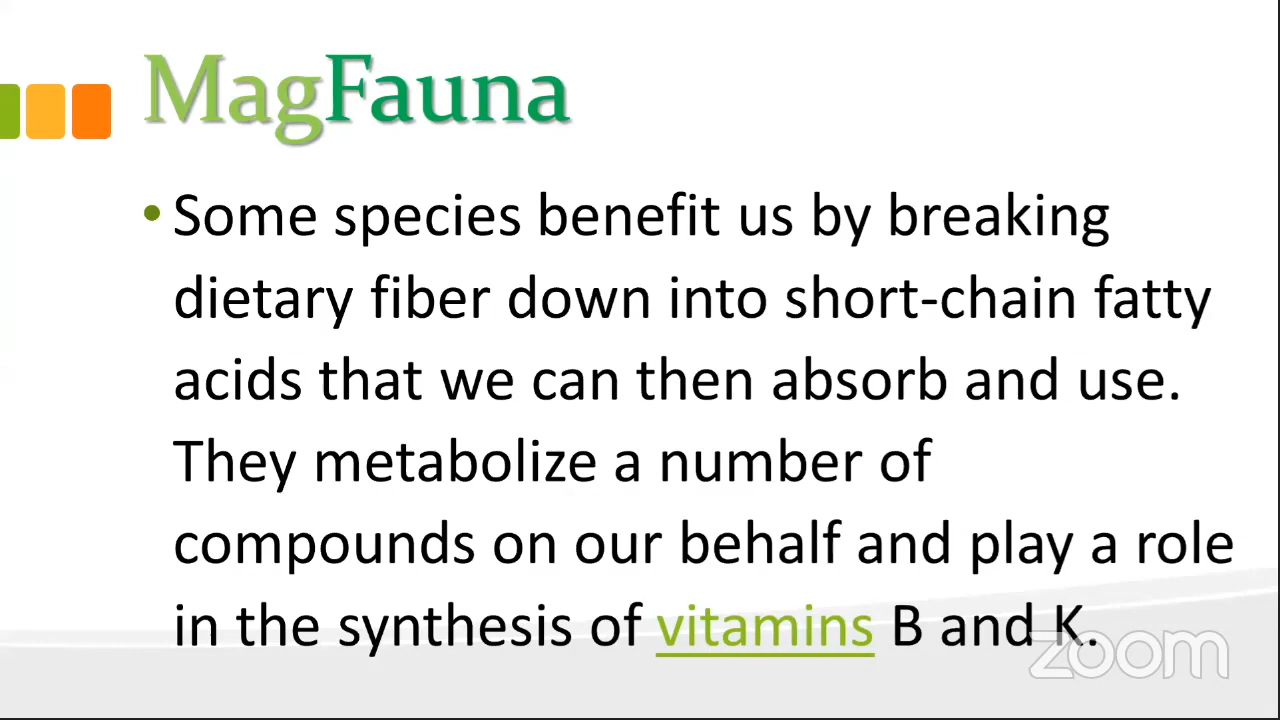 MagFauna
• Some species benefit us by breaking
dietary fiber down into short-chain fatty
acids that we can then absorb and use.
They metabolize a number of
compounds on our behalf and play a role
in the synthesis of vitamins B and K.
zoom